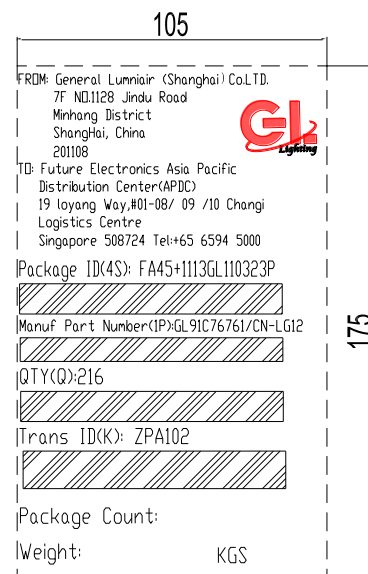 105
FROM: General Lumniair (Shanghai) Co.LTD.
7F NO.1128 Jindu Road
Minhang District
ShangHai, China
201108
GL
Lighting
TO: Future Electronics Asia Pacific
Distribution Center(APDC)
19 loyang Way,#01-08/ 09 /10 Changi
Logistics Centre
Singapore 508724 Tel:+65 6594 5000
Package ID(4S): FA45+1113GL110323P
Manuf Part Number(1P):GL91C76761/CN-LG12
QTY(Q):216
Trans ID(K): ZPA102
Package Count:
Weight: KGS
175